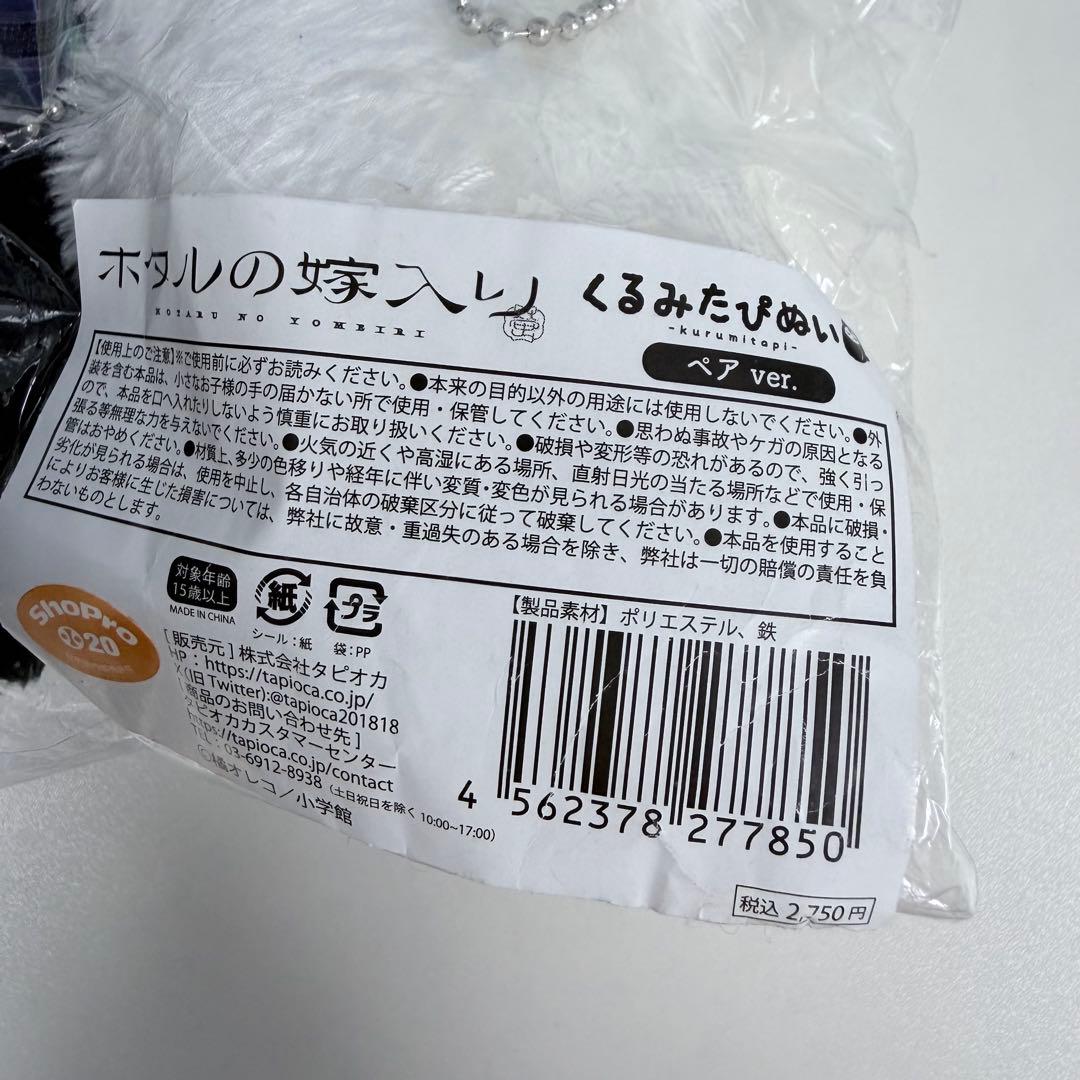 ホタルの嫁入り
HOTARU NO YOMEIRI
くるみたぴぬい
-kurumitapi-
ペア ver.
【使用上のご注意】※ご使用前に必ずお読みください。●本来の目的以外の用途には使用しないでください。●外
装を含む本品は、小さなお子様の手の届かない所で使用・保管してください。●思わぬ事故やケガの原因となる
ので、本品を口へ入れたりしないよう慎重にお取り扱いください。●破損や変形等の恐れがあるので、強く引っ
張る等無理な力を与えないでください。●火気の近くや高湿にある場所、直射日光の当たる場所などで使用・保
管はおやめください。●材質上、多少の色移りや経年に伴い変質・変色が見られる場合があります。●本品に破損・
劣化が見られる場合は、使用を中止し、各自治体の破棄区分に従って破棄してください。●本品を使用すること
によりお客様に生じた損害については、弊社に故意・重過失のある場合を除き、弊社は一切の賠償の責任を負
わないものとします。
対象年齢
15歳以上
MADE IN CHINA
紙
シール:紙
プラ
袋:PP
【製品素材】ポリエステル、鉄
ShoPro
20
[ 販売元 ] 株式会社タピオカ
HP : https://tapioca.co.jp/
X(旧 Twitter):@tapioca201818
[ 商品のお問い合わせ先 ]
タピオカカスタマーセンター
https://tapioca.co.jp/contact
TEL : 03-6912-8938 (土日祝日を除く 10:00~17:00)
©橘オレコ/小学館
4 562378 277850
税込 2,750円